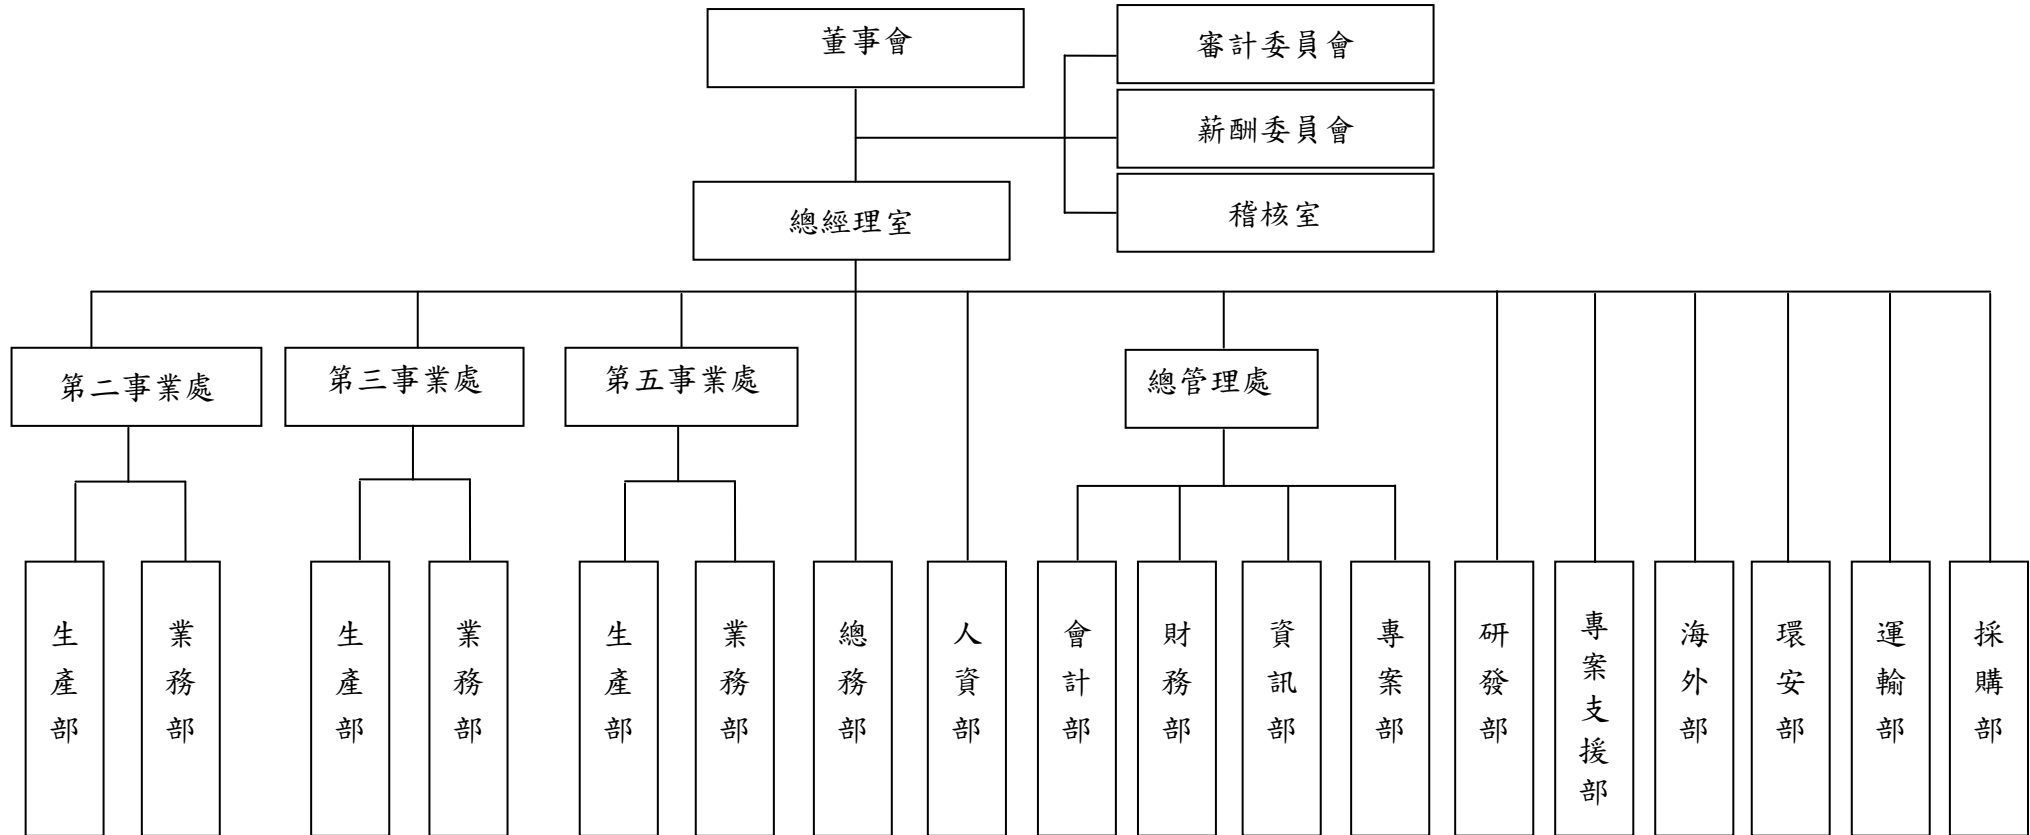 董事會
審計委員會
薪酬委員會
稽核室
總經理室
第二事業處
第三事業處
第五事業處
總管理處
生產部
業務部
生產部
業務部
生產部
業務部
總務部
人資部
會計部
財務部
資訊部
專案部
研發部
專案支援部
海外部
環安部
運輸部
採購部